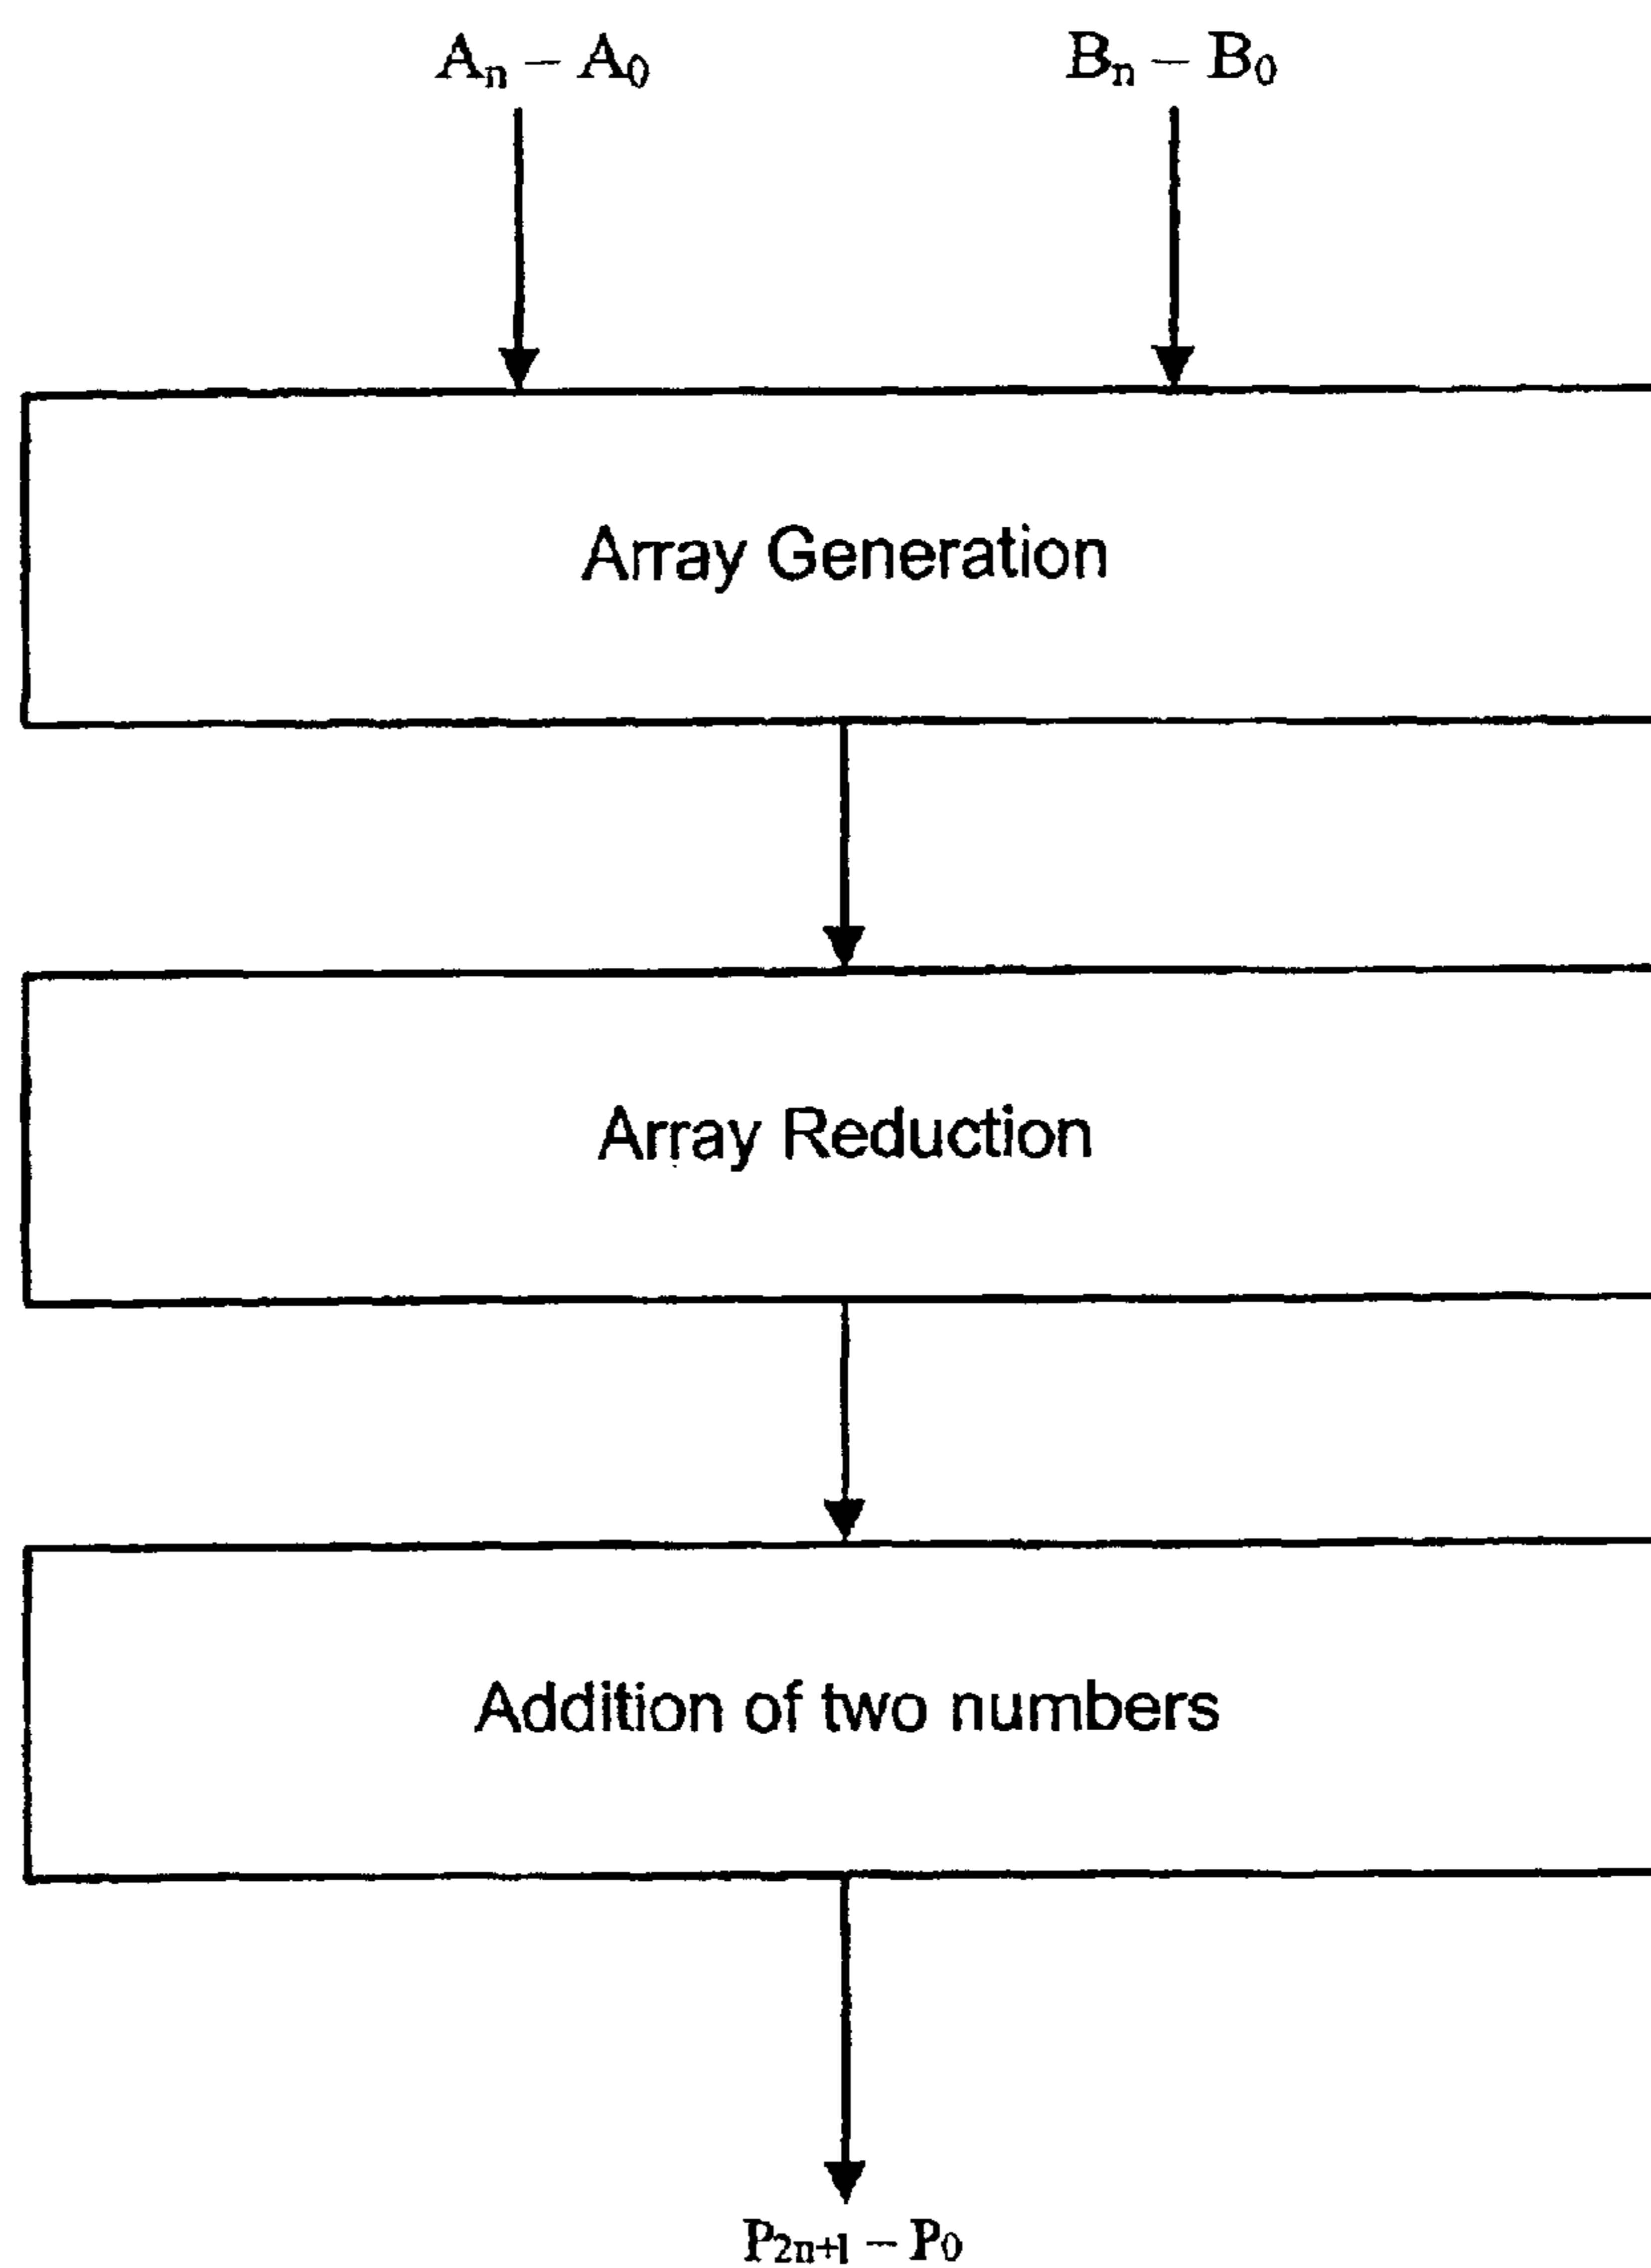 Aₙ – A₀ Bₙ – B₀
Array Generation
Array Reduction
Addition of two numbers
P₂ₙ₊₁ – P₀